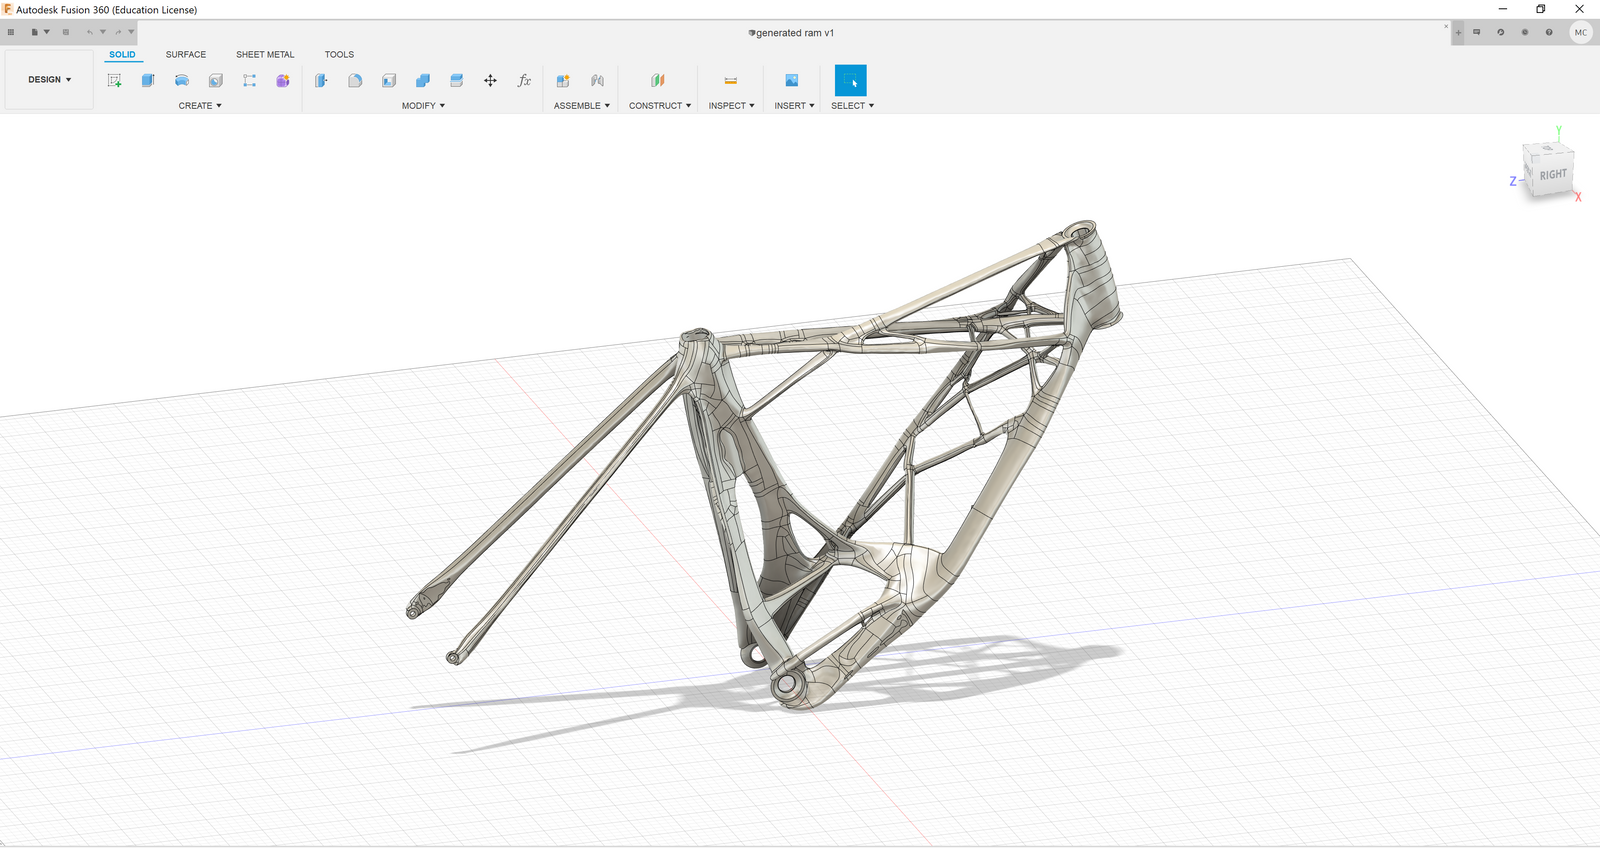 Autodesk Fusion 360 (Education License)
generated ram v1
MC
SOLID SURFACE SHEET METAL TOOLS
DESIGN
fx
CREATE MODIFY ASSEMBLE CONSTRUCT INSPECT INSERT SELECT
Y
RIGHT
Z
X